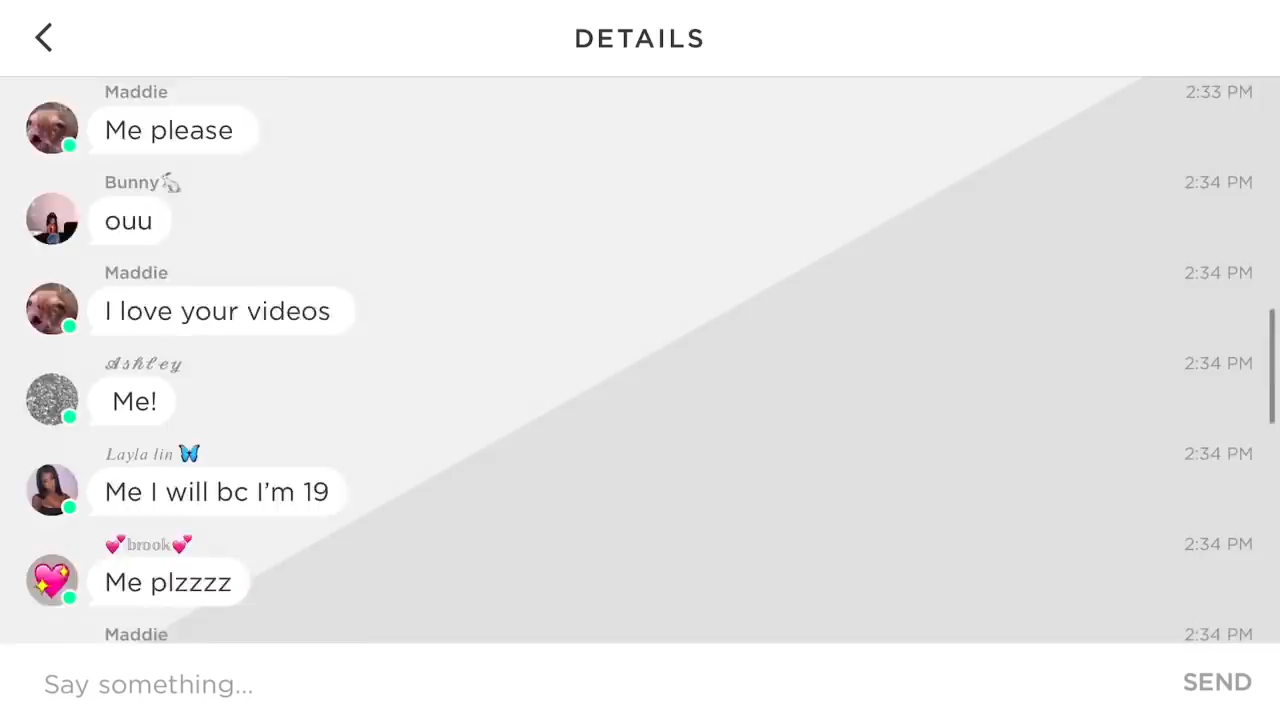 DETAILS
Maddie 2:33 PM
Me please
Bunny🐇 2:34 PM
ouu
Maddie 2:34 PM
I love your videos
𝒜𝓈𝒽𝓁𝑒𝓎 2:34 PM
Me!
𝐿𝑎𝑦𝑙𝑎 𝑙𝑖𝑛 🦋 2:34 PM
Me I will bc I’m 19
💕𝕓𝕣𝕠𝕠𝕜💕 2:34 PM
Me plzzzz
Maddie 2:34 PM
Say something... SEND